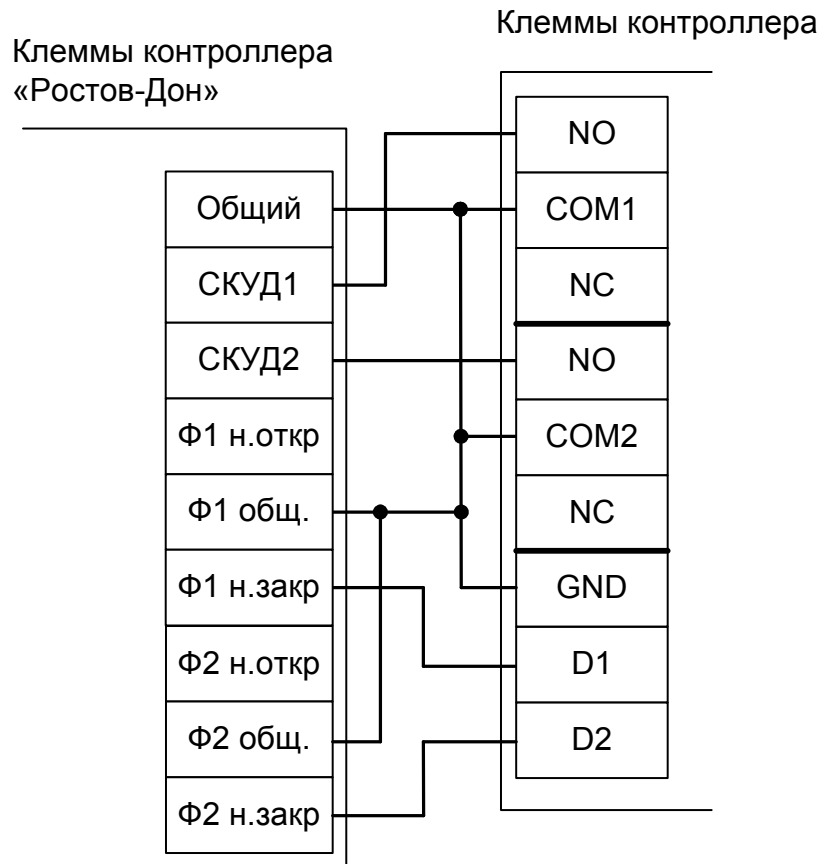 Клеммы контроллера
«Ростов-Дон»
Клеммы контроллера
Общий
СКУД1
СКУД2
Ф1 н.откр
Ф1 общ.
Ф1 н.закр
Ф2 н.откр
Ф2 общ.
Ф2 н.закр
NO
COM1
NC
NO
COM2
NC
GND
D1
D2